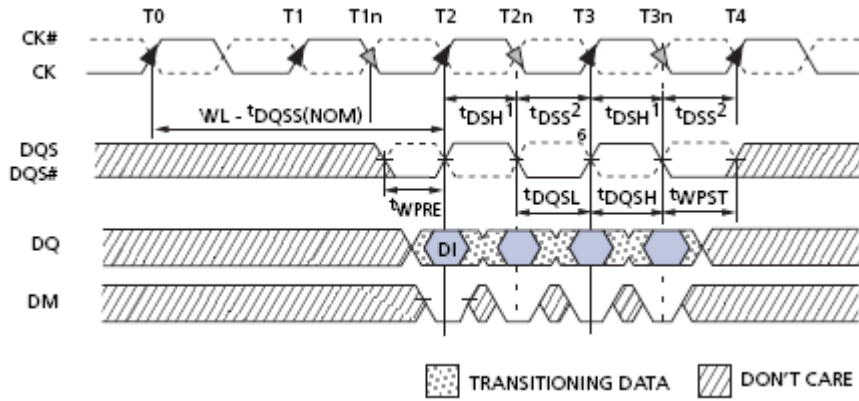 T0 T1 T1n T2 T2n T3 T3n T4
CK#
CK
tDSH1 tDSS2 tDSH1 tDSS2
WL - tDQSS(NOM)
6
DQS
DQS#
tWPRE tDQSL tDQSH tWPST
DQ DI
DM
TRANSITIONING DATA DON'T CARE